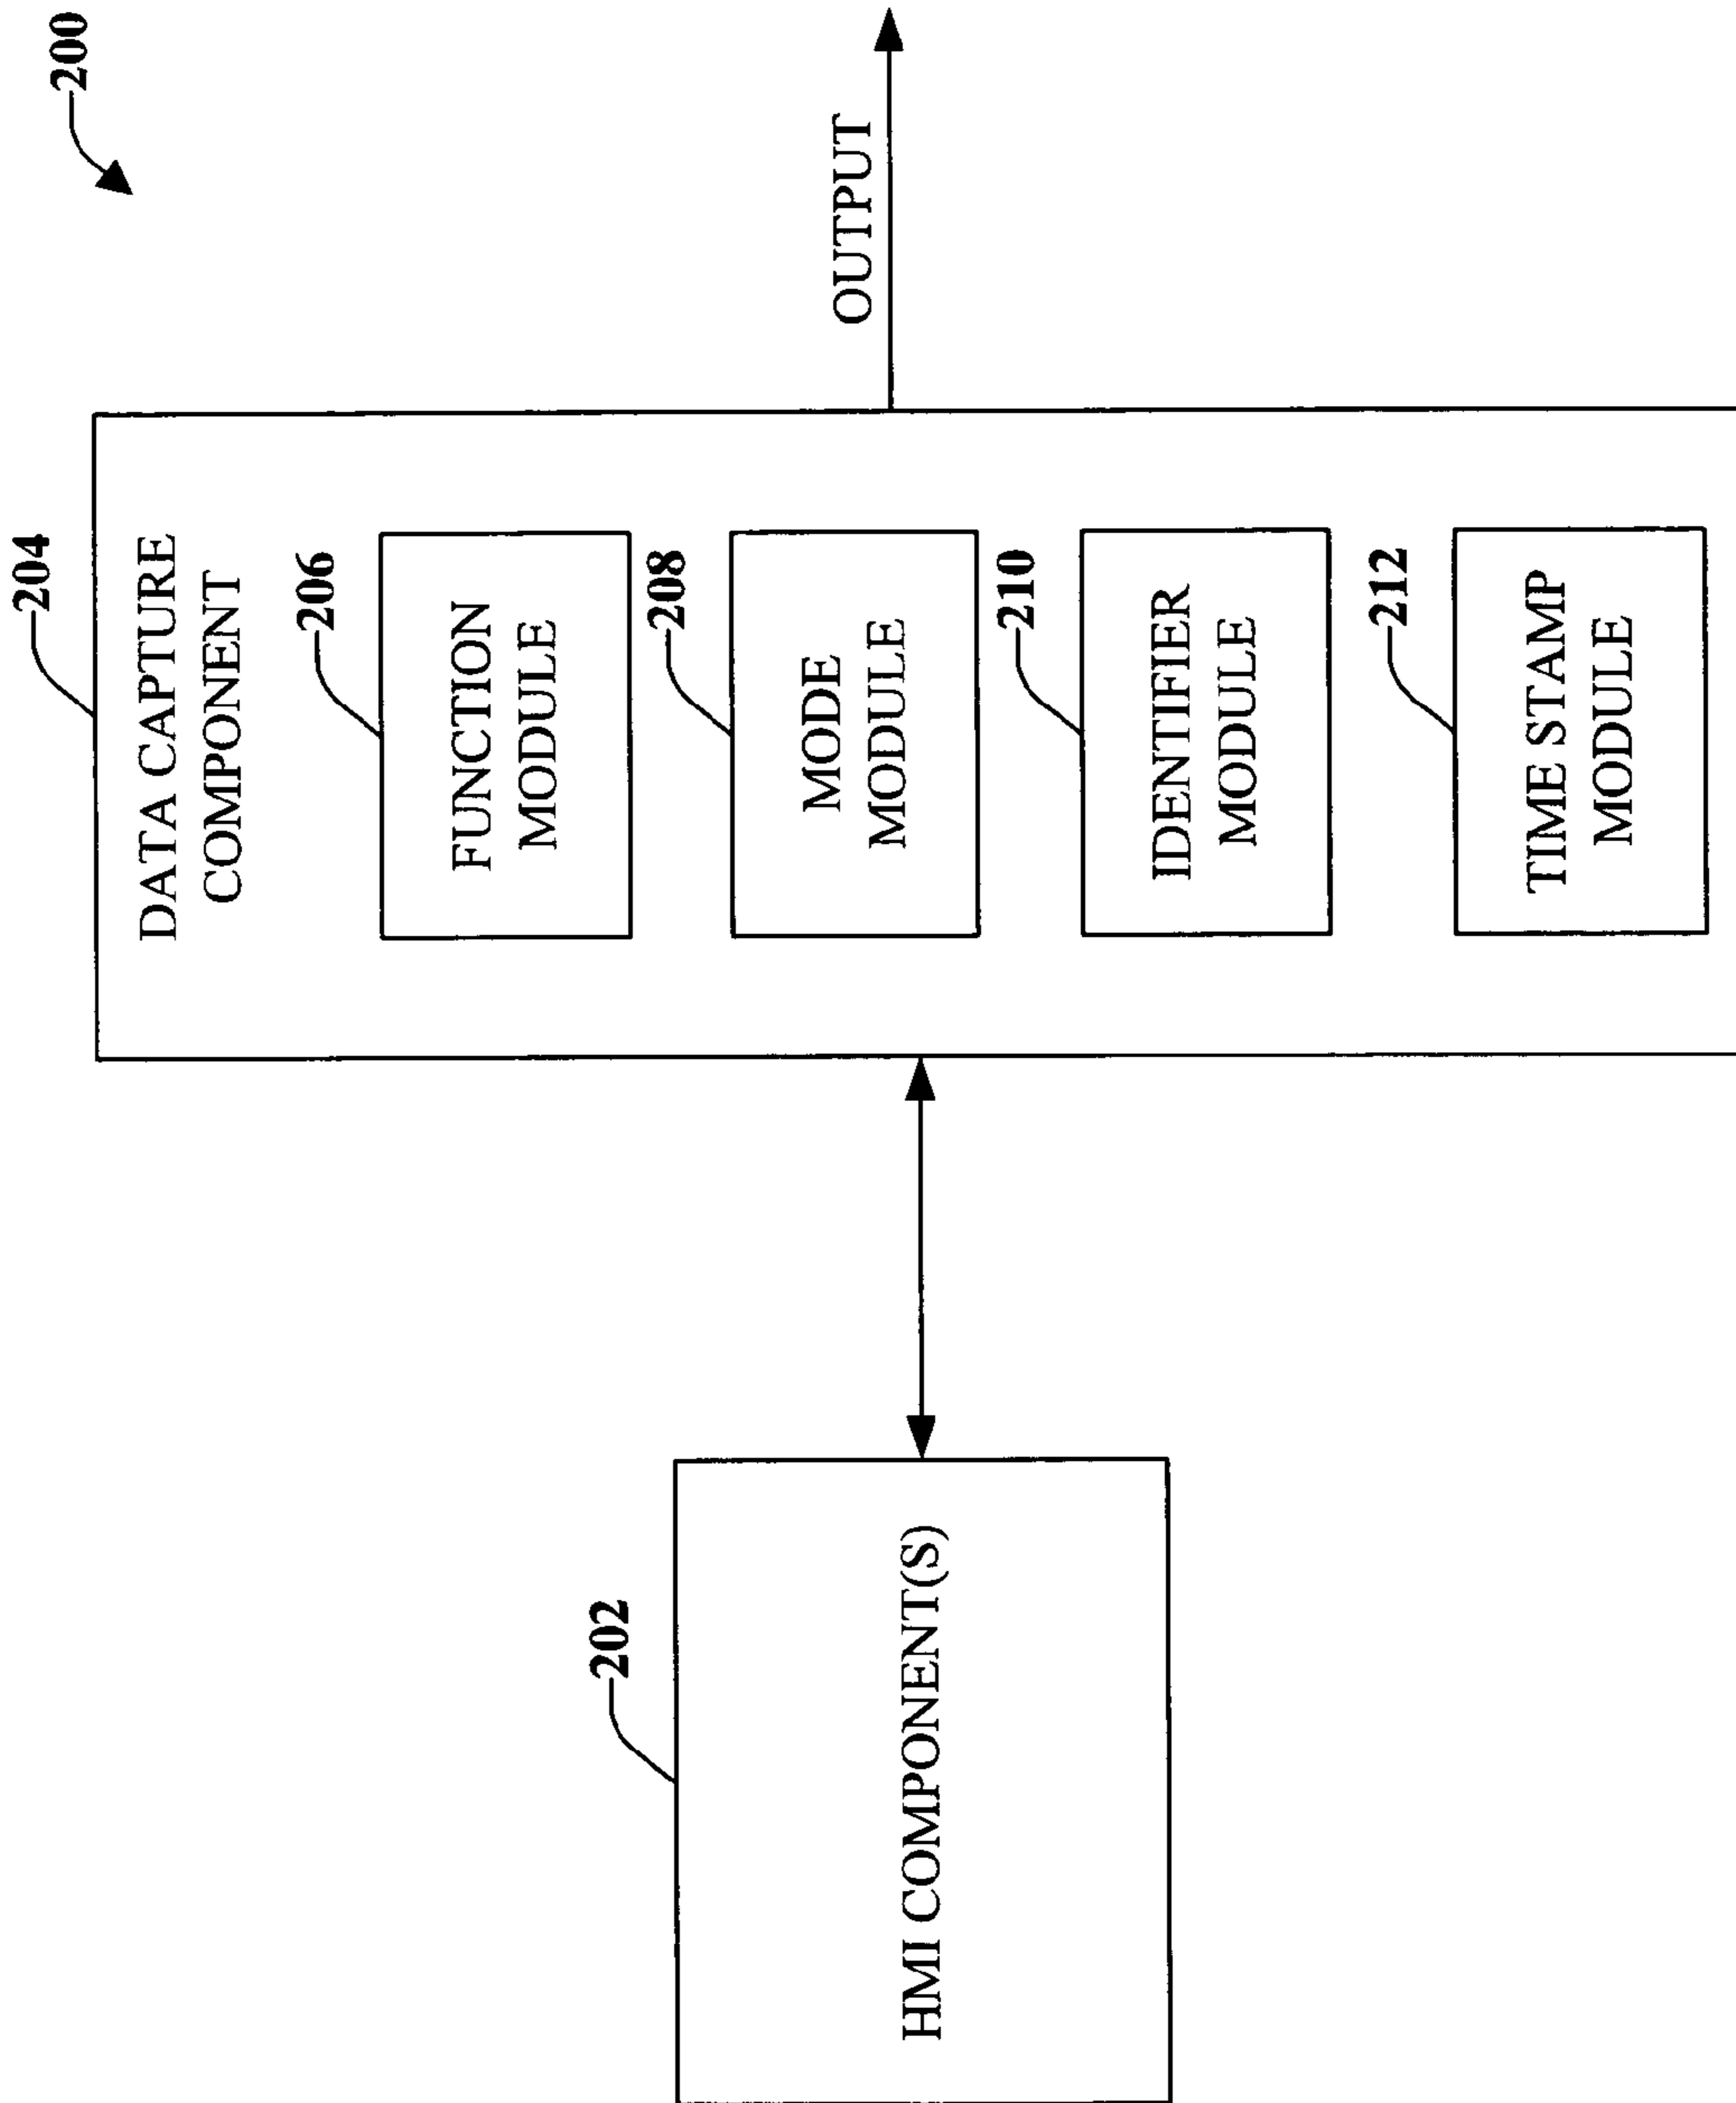 200
204
DATA CAPTURE
COMPONENT
206
FUNCTION
MODULE
208
MODE
MODULE
210
IDENTIFIER
MODULE
212
TIME STAMP
MODULE
202
HMI COMPONENT(S)
OUTPUT